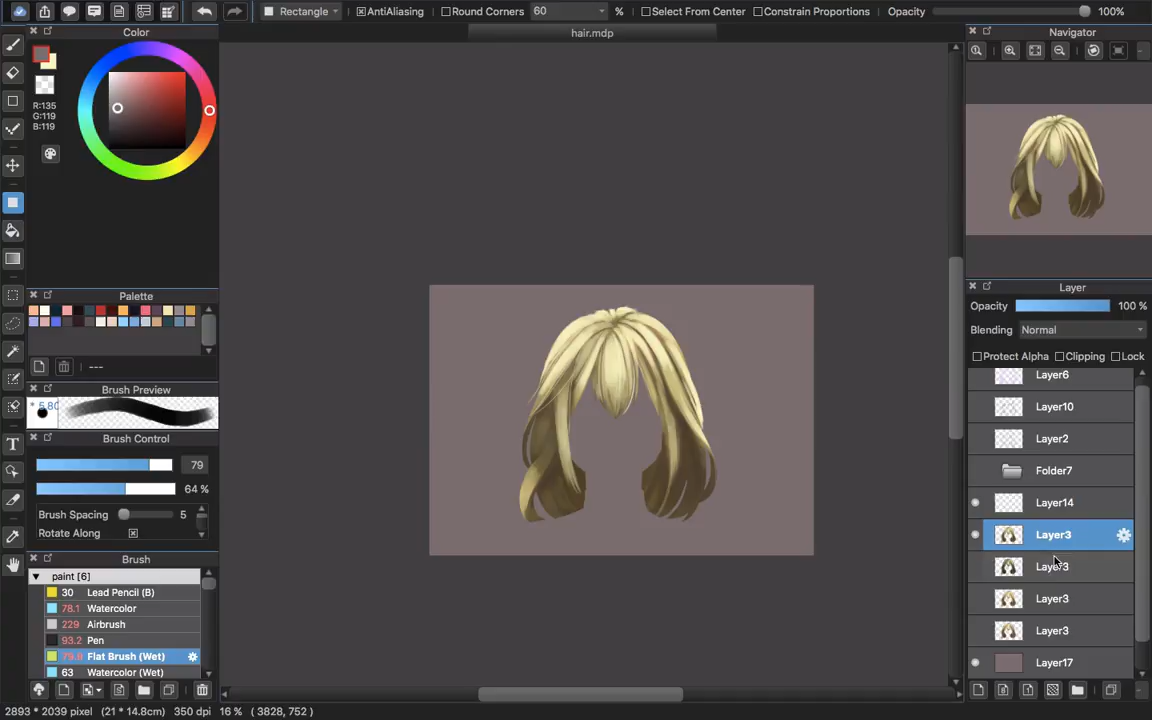 Rectangle AntiAliasing Round Corners 60 % Select From Center Constrain Proportions Opacity 100%
Color
hair.mdp
Navigator
R:135
G:119
B:119
Palette
---
Brush Preview
Brush Control
79
64 %
Brush Spacing 5
Rotate Along
Brush
paint [6]
30 Lead Pencil (B)
78.1 Watercolor
229 Airbrush
93.2 Pen
Flat Brush (Wet)
63 Watercolor (Wet)
Layer
Opacity 100 %
Blending Normal
Protect Alpha Clipping Lock
Layer6
Layer10
Layer2
Folder7
Layer14
Layer3
Layer3
Layer3
Layer3
Layer17
2893 * 2039 pixel (21 * 14.8cm) 350 dpi 16 % ( 3828, 752 )